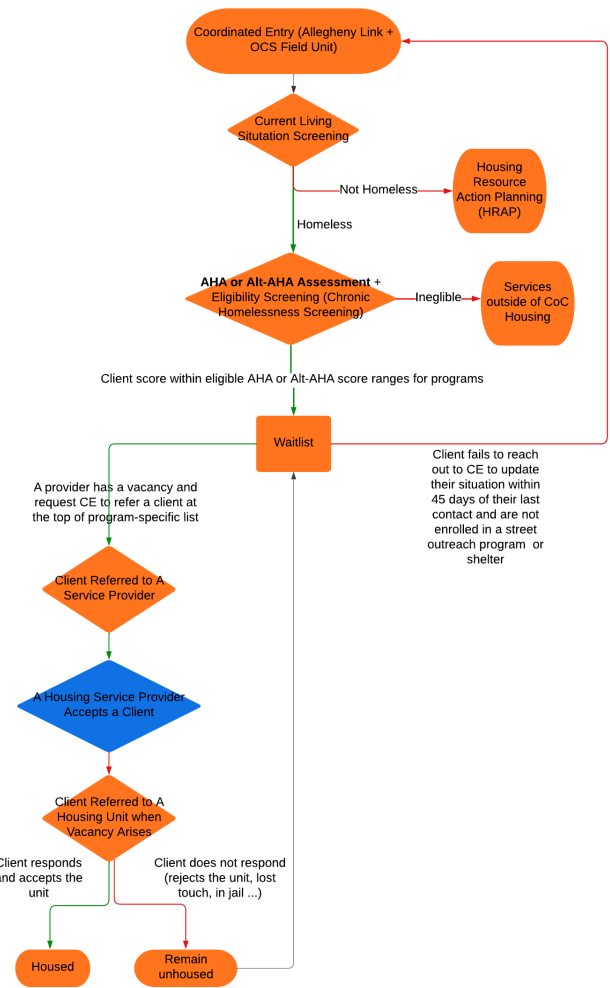 Coordinated Entry (Allegheny Link +
OCS Field Unit)
Current Living
Situtation Screening
Not Homeless
Housing
Resource
Action Planning
(HRAP)
Homeless
AHA or Alt-AHA Assessment +
Eligibility Screening (Chronic
Homelessness Screening)
Ineglible
Services
outside of CoC
Housing
Client score within eligible AHA or Alt-AHA score ranges for programs
Waitlist
Client fails to reach
out to CE to update
their situation within
45 days of their last
contact and are not
enrolled in a street
outreach program or
shelter
A provider has a vacancy and
request CE to refer a client at
the top of program-specific list
Client Referred to A
Service Provider
A Housing Service Provider
Accepts a Client
Client Referred to A
Housing Unit when
Vacancy Arises
Client responds
and accepts the
unit
Client does not respond
(rejects the unit, lost
touch, in jail ...)
Housed
Remain
unhoused